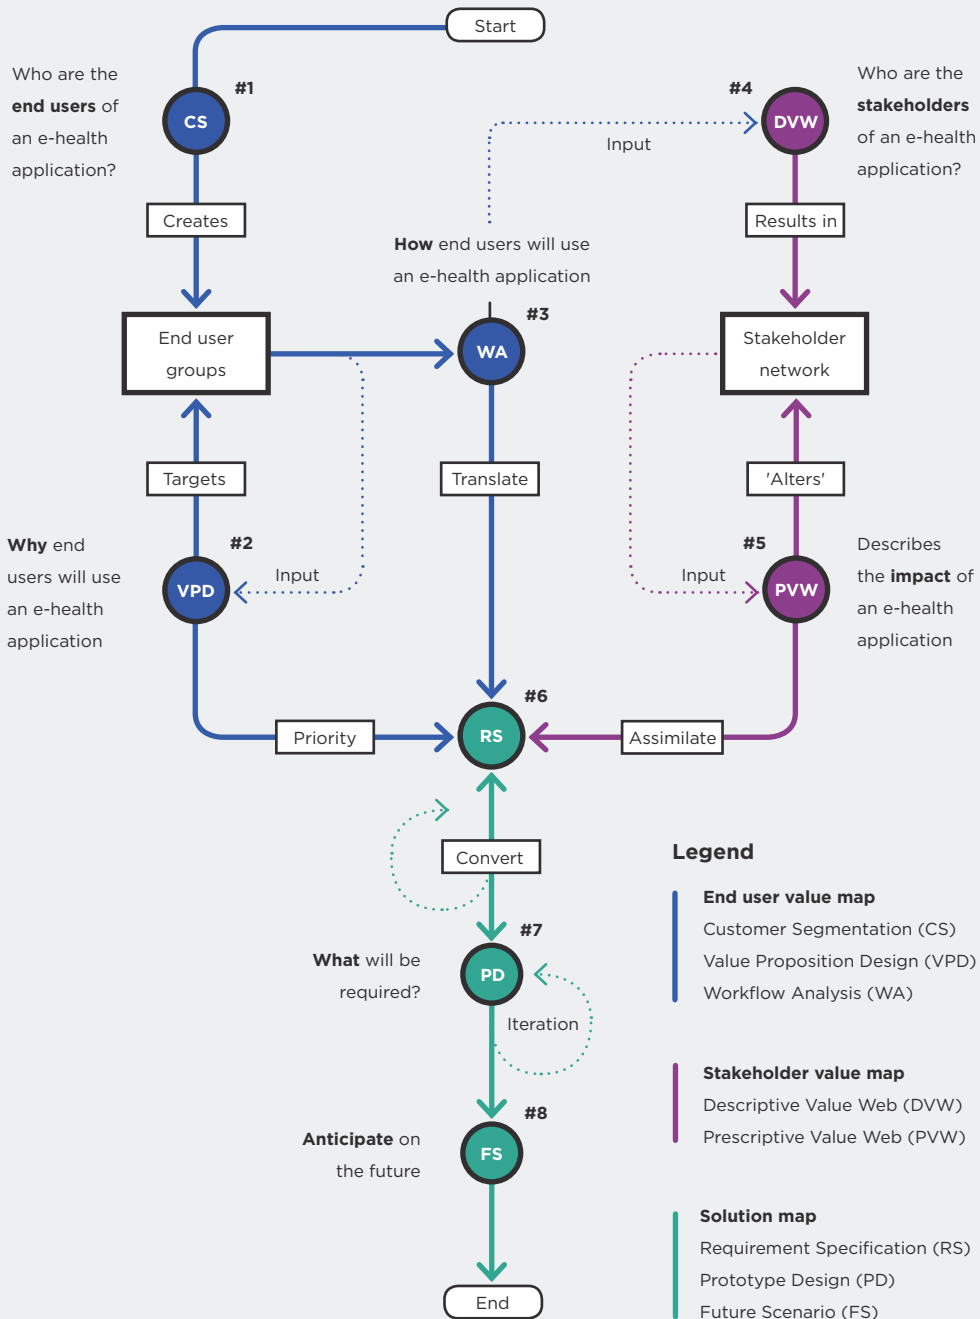 Start
Who are the
end users of
an e-health
application?
#1
CS
Creates
End user
groups
Targets
Why end
users will use
an e-health
application
#2
VPD
Input
Priority
How end users will use
an e-health application
#3
WA
Translate
Input
#4
DVW
Who are the
stakeholders
of an e-health
application?
Results in
Stakeholder
network
'Alters'
#5
PVW
Input
Describes
the impact of
an e-health
application
Assimilate
#6
RS
Convert
#7
PD
What will be
required?
Iteration
#8
FS
Anticipate on
the future
End
Legend
End user value map
Customer Segmentation (CS)
Value Proposition Design (VPD)
Workflow Analysis (WA)
Stakeholder value map
Descriptive Value Web (DVW)
Prescriptive Value Web (PVW)
Solution map
Requirement Specification (RS)
Prototype Design (PD)
Future Scenario (FS)